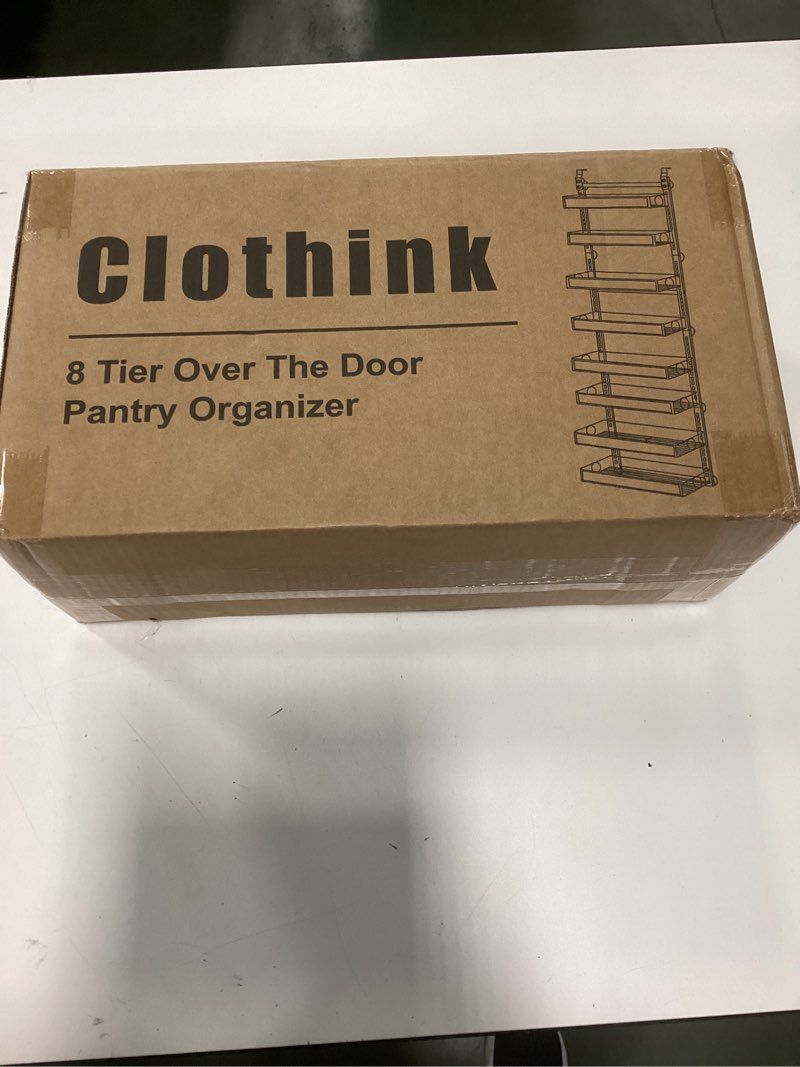 Clothink
8 Tier Over The Door
Pantry Organizer